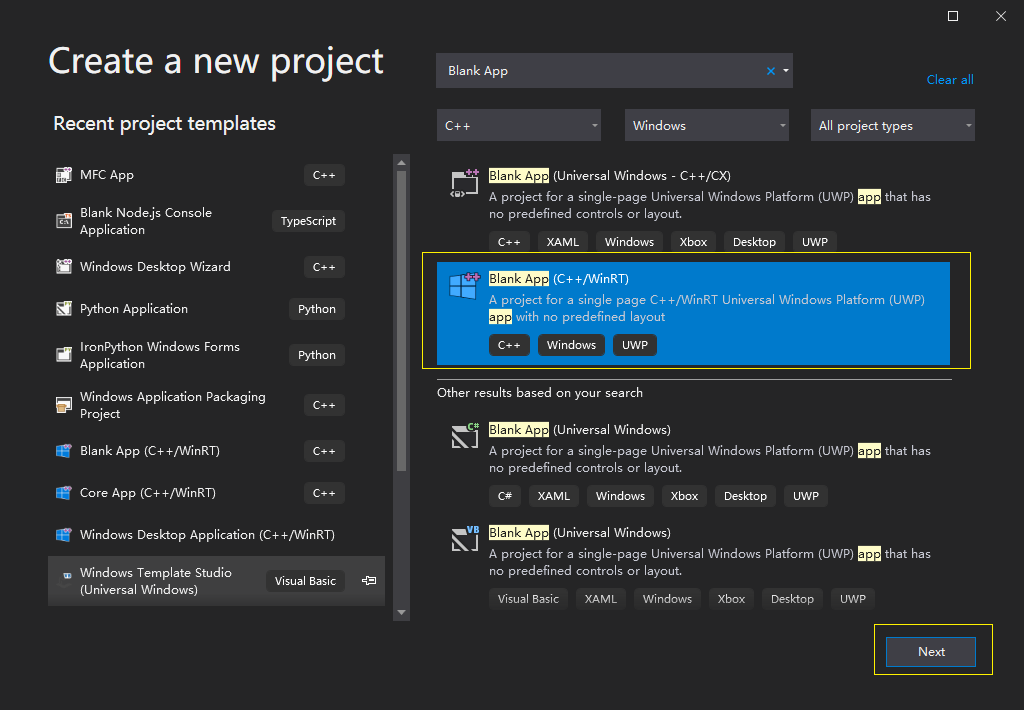 Create a new project
Blank App
Clear all
C++
Windows
All project types
Recent project templates
MFC App
C++
Blank Node.js Console
Application
TypeScript
Windows Desktop Wizard
C++
Python Application
Python
IronPython Windows Forms
Application
Python
Windows Application Packaging
Project
C++
Blank App (C++/WinRT)
C++
Core App (C++/WinRT)
C++
Windows Desktop Application (C++/WinRT)
Windows Template Studio
(Universal Windows)
Visual Basic
Blank App (Universal Windows - C++/CX)
A project for a single-page Universal Windows Platform (UWP) app that has
no predefined controls or layout.
C++ XAML Windows Xbox Desktop UWP
Blank App (C++/WinRT)
A project for a single page C++/WinRT Universal Windows Platform (UWP)
app with no predefined layout
C++ Windows UWP
Other results based on your search
C#
Blank App (Universal Windows)
A project for a single-page Universal Windows Platform (UWP) app that has
no predefined controls or layout.
C# XAML Windows Xbox Desktop UWP
VB
Blank App (Universal Windows)
A project for a single-page Universal Windows Platform (UWP) app that has
no predefined controls or layout.
Visual Basic XAML Windows Xbox Desktop UWP
Next